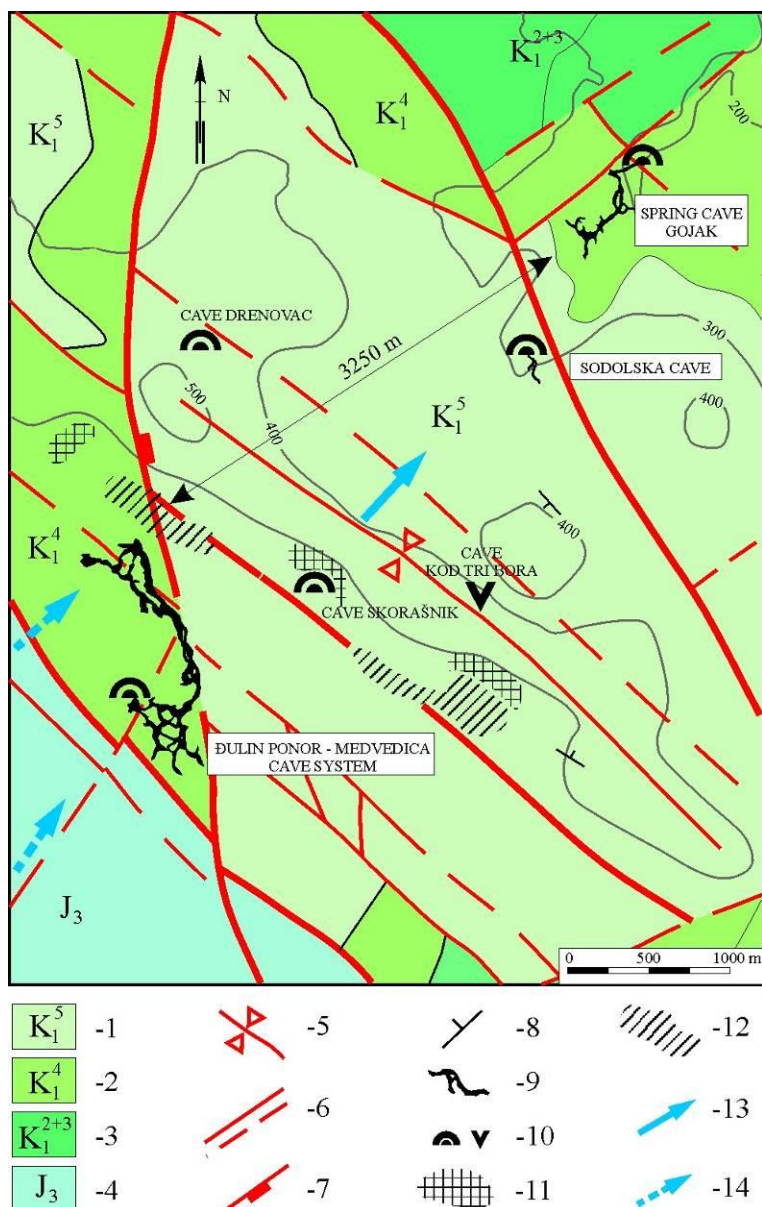 K₁²⁺³
K₁⁴
K₁⁵
N
200
SPRING CAVE
GOJAK
CAVE DRENOVAC
3250 m
300
SODOLSKA CAVE
500
400
400
K₁⁵
400
K₁⁴
CAVE
KOD TRI BORA
CAVE SKORAŠNIK
ĐULIN PONOR - MEDVEDICA
CAVE SYSTEM
J₃
0 500 1000 m
K₁⁵ -1
K₁⁴ -2
K₁²⁺³ -3
J₃ -4
-5
-6
-7
-8
-9
-10
-11
-12
-13
-14